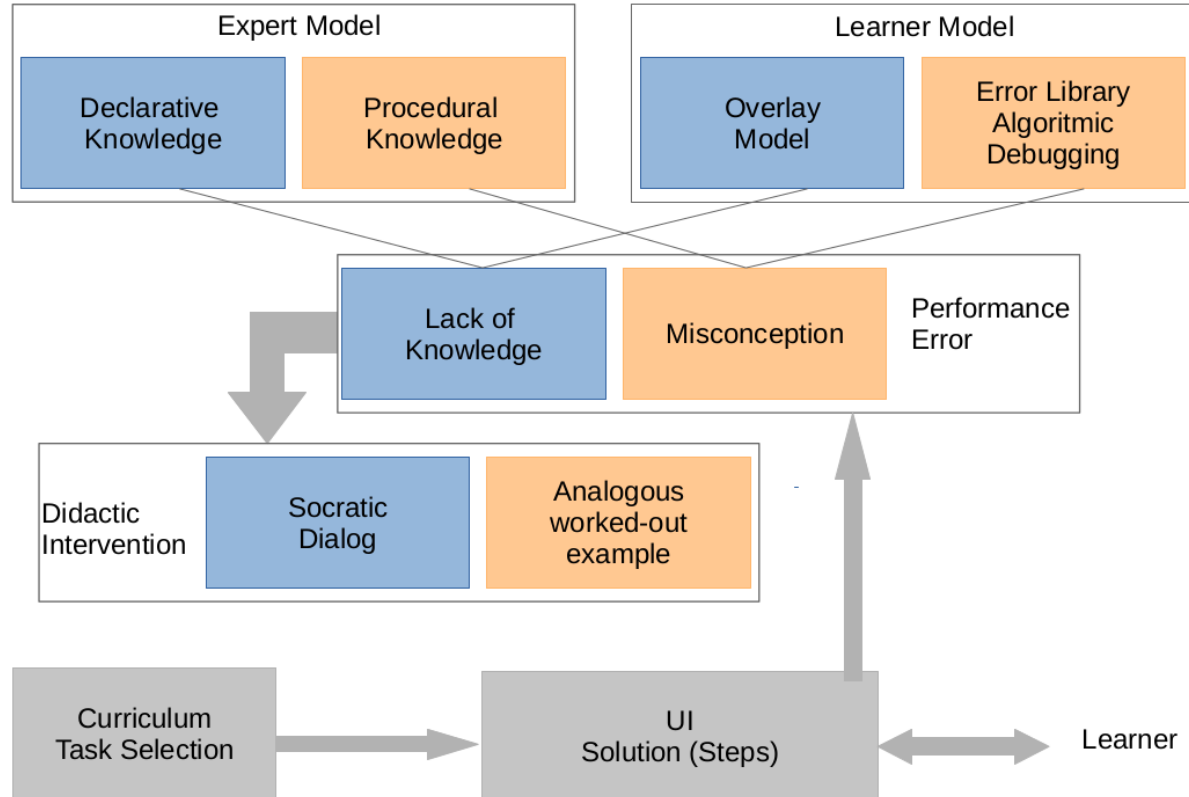 Expert Model
Declarative
Knowledge
Procedural
Knowledge
Learner Model
Overlay
Model
Error Library
Algoritmic
Debugging
Lack of
Knowledge
Misconception
Performance
Error
Didactic
Intervention
Socratic
Dialog
Analogous
worked-out
example
Curriculum
Task Selection
UI
Solution (Steps)
Learner